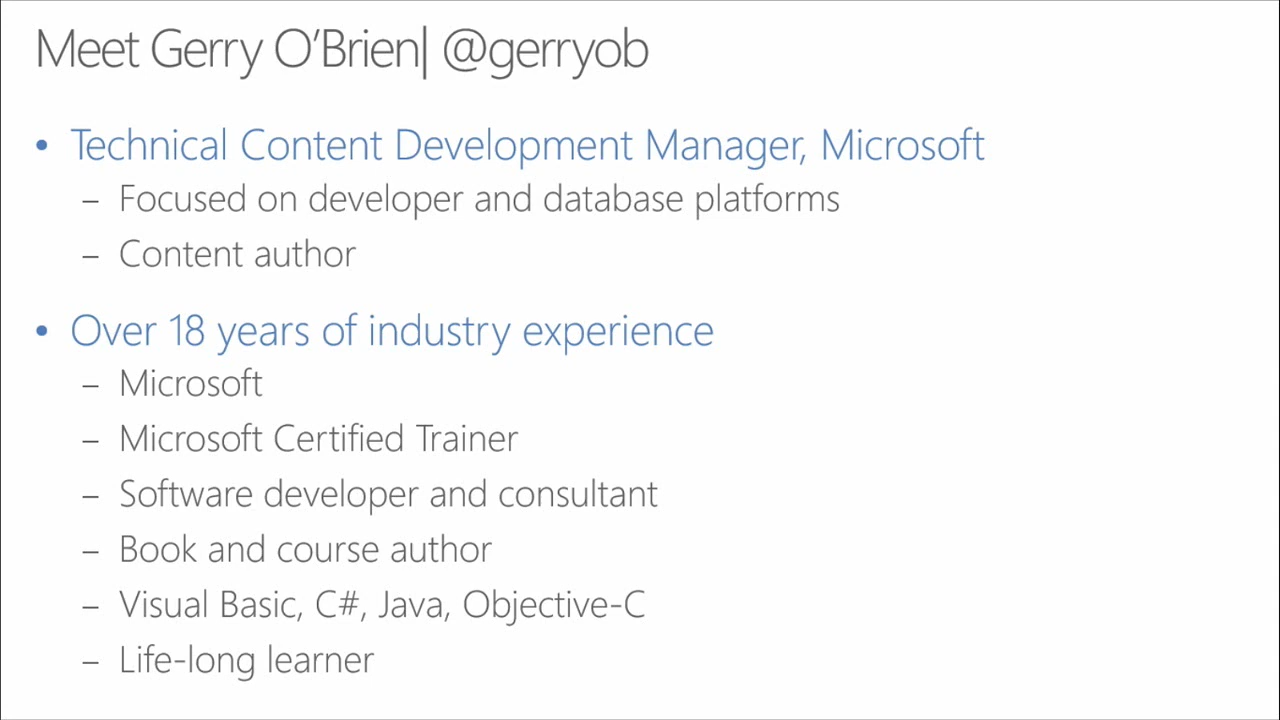 Meet Gerry O’Brien| @gerryob
• Technical Content Development Manager, Microsoft
– Focused on developer and database platforms
– Content author
• Over 18 years of industry experience
– Microsoft
– Microsoft Certified Trainer
– Software developer and consultant
– Book and course author
– Visual Basic, C#, Java, Objective-C
– Life-long learner